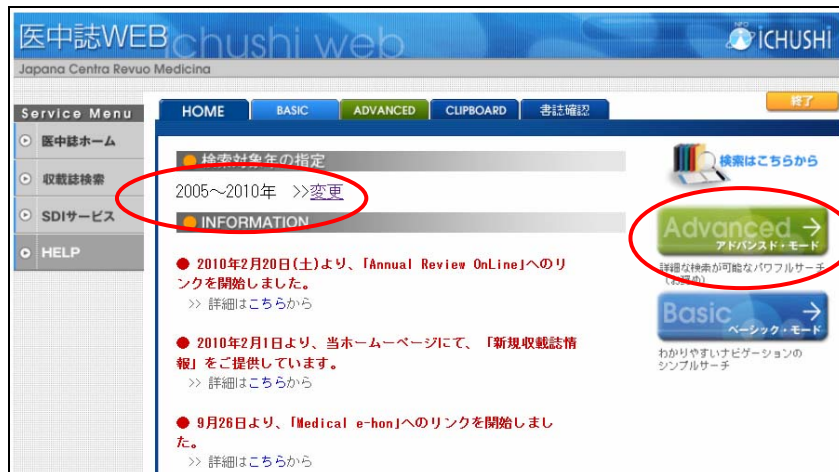 医中誌WEB
ichushi web
NPO
iCHUSHi
Japana Centra Revuo Medicina
Service Menu
医中誌ホーム
収載誌検索
SDIサービス
HELP
HOME
BASIC
ADVANCED
CLIPBOARD
書誌確認
終了
検索対象年の指定
2005～2010年 >>変更
INFORMATION
● 2010年2月20日(土)より、「Annual Review OnLine」へのリ
ンクを開始しました。
>> 詳細はこちらから
● 2010年2月1日より、当ホームーページにて、「新規収載誌情
報」をご提供しています。
>> 詳細はこちらから
● 9月26日より、「Medical e-hon」へのリンクを開始しまし
た。
>> 詳細はこちらから
検索はこちらから
Advanced
アドバンスド・モード
詳細な検索が可能なパワフルサーチ
(お奨め)
Basic
ベーシック・モード
わかりやすいナビゲーションの
シンプルサーチ